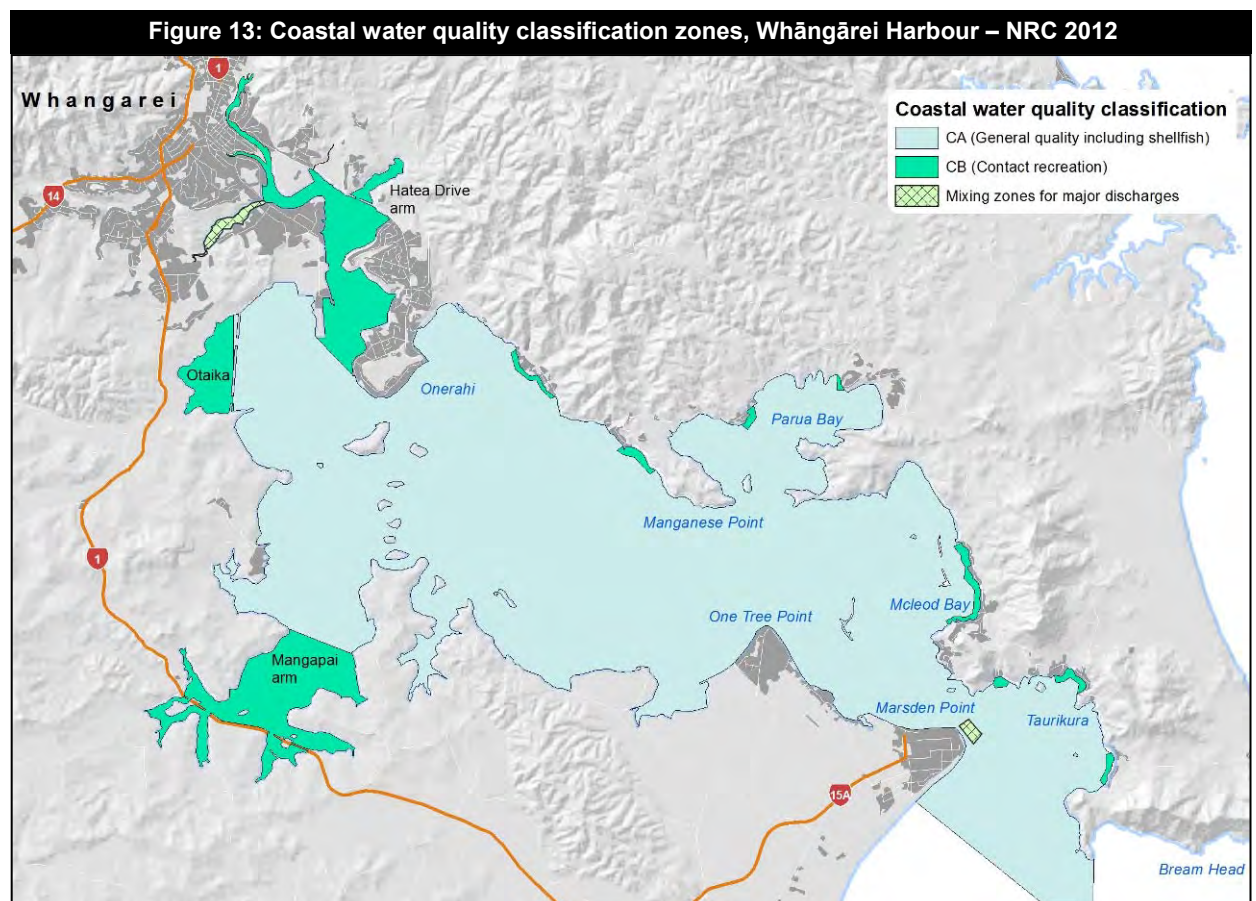 Figure 13: Coastal water quality classification zones, Whāngārei Harbour – NRC 2012
1
Whangarei
Coastal water quality classification
CA (General quality including shellfish)
CB (Contact recreation)
Mixing zones for major discharges
14
Hatea Drive
arm
Otaika
Onerahi
Parua Bay
Manganese Point
1
Mcleod Bay
One Tree Point
Mangapai
arm
Marsden Point
Taurikura
15A
Bream Head